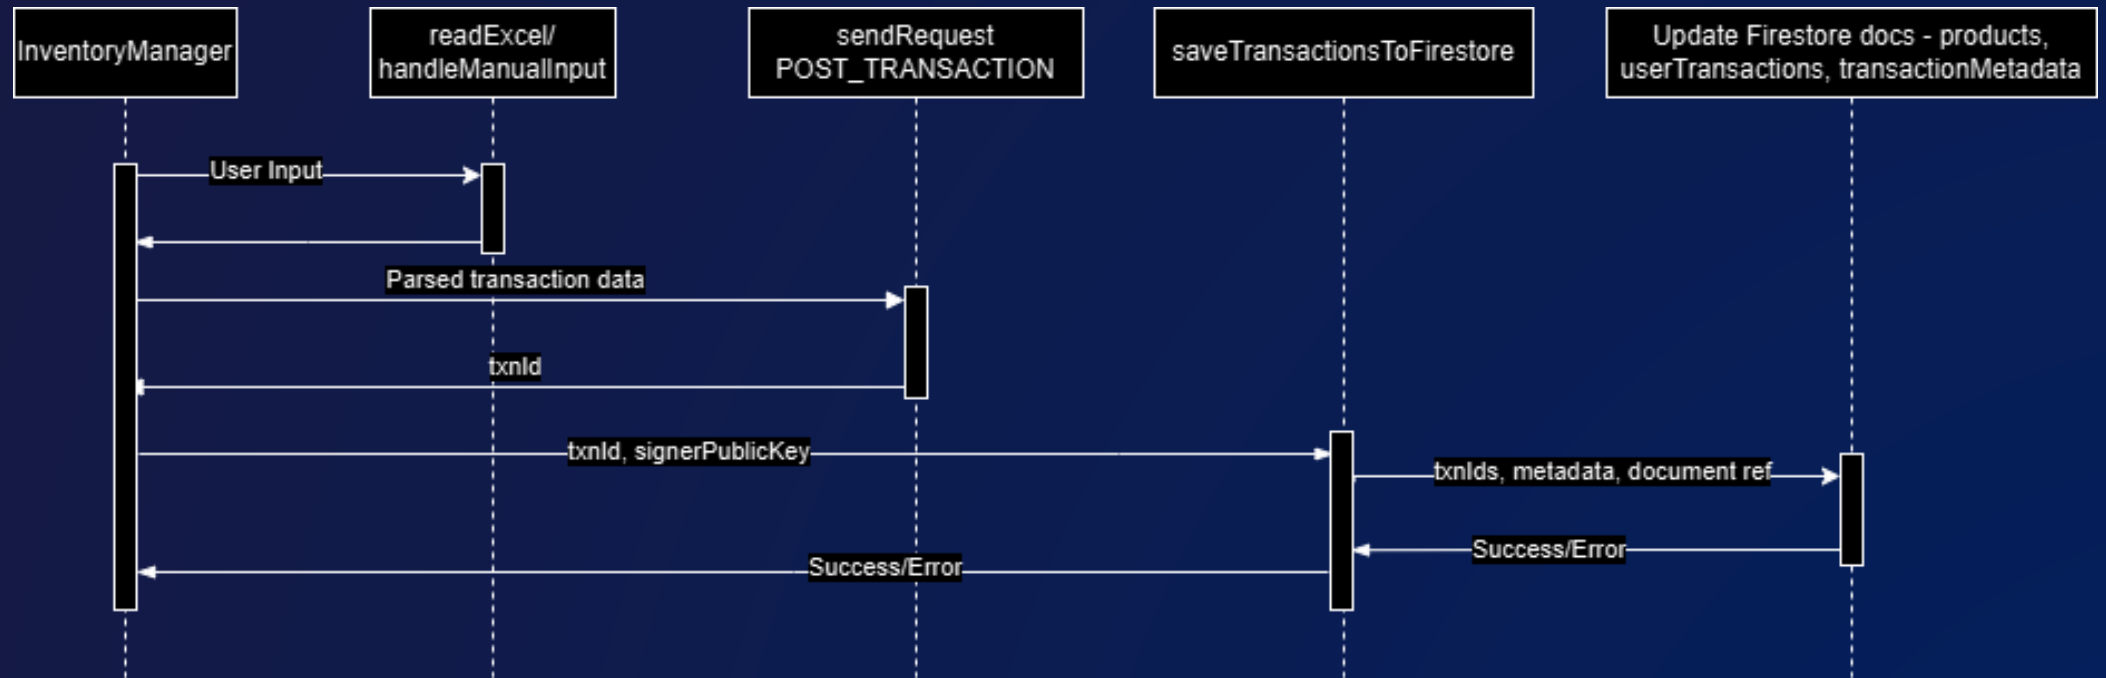 InventoryManager
readExcel/
handleManualInput
sendRequest
POST_TRANSACTION
saveTransactionsToFirestore
Update Firestore docs - products,
userTransactions, transactionMetadata
User Input
Parsed transaction data
txnId
txnId, signerPublicKey
txnIds, metadata, document ref
Success/Error
Success/Error